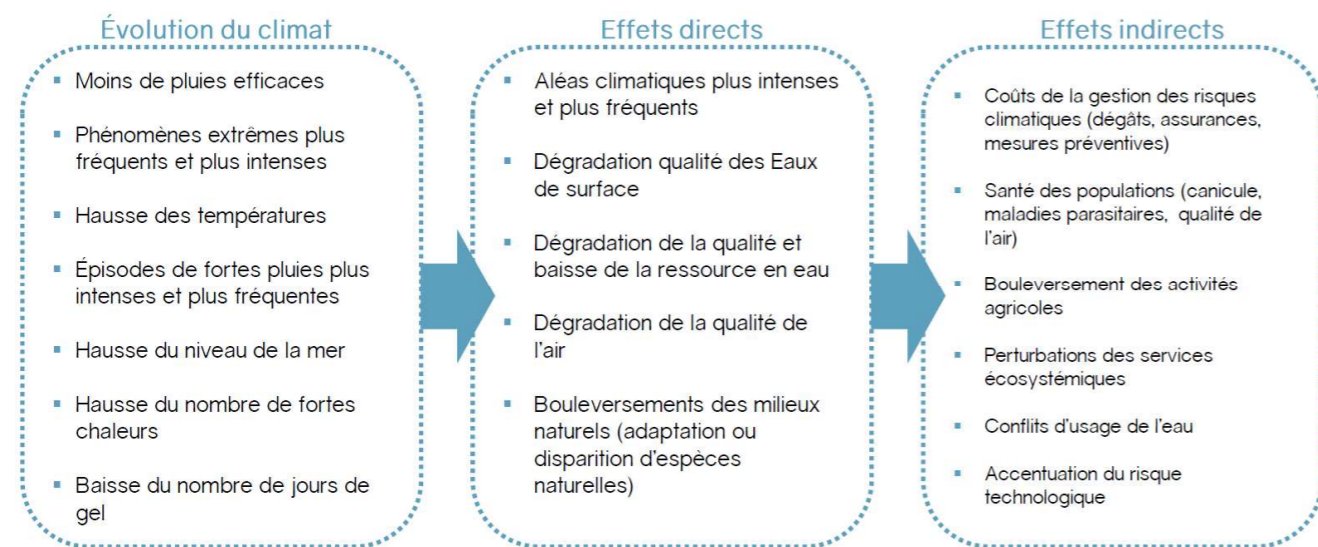 Évolution du climat
▪ Moins de pluies efficaces
▪ Phénomènes extrêmes plus
fréquents et plus intenses
▪ Hausse des températures
▪ Épisodes de fortes pluies plus
intenses et plus fréquentes
▪ Hausse du niveau de la mer
▪ Hausse du nombre de fortes
chaleurs
▪ Baisse du nombre de jours de
gel
Effets directs
▪ Aléas climatiques plus intenses
et plus fréquents
▪ Dégradation qualité des Eaux
de surface
▪ Dégradation de la qualité et
baisse de la ressource en eau
▪ Dégradation de la qualité de
l'air
▪ Bouleversements des milieux
naturels (adaptation ou
disparition d'espèces
naturelles)
Effets indirects
▪ Coûts de la gestion des risques
climatiques (dégâts, assurances,
mesures préventives)
▪ Santé des populations (canicule,
maladies parasitaires, qualité de
l'air)
▪ Bouleversement des activités
agricoles
▪ Perturbations des services
écosystémiques
▪ Conflits d'usage de l'eau
▪ Accentuation du risque
technologique